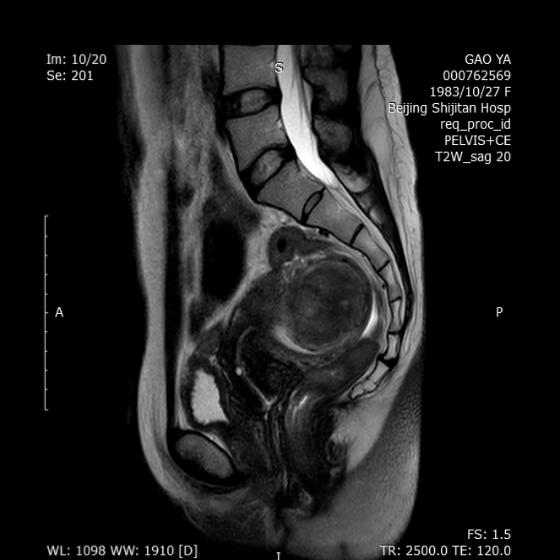 Im: 10/20
Se: 201
S
GAO YA
000762569
1983/10/27 F
Beijing Shijitan Hosp
req_proc_id
PELVIS+CE
T2W_sag 20
A
P
WL: 1098 WW: 1910 [D]
I
FS: 1.5
TR: 2500.0 TE: 120.0